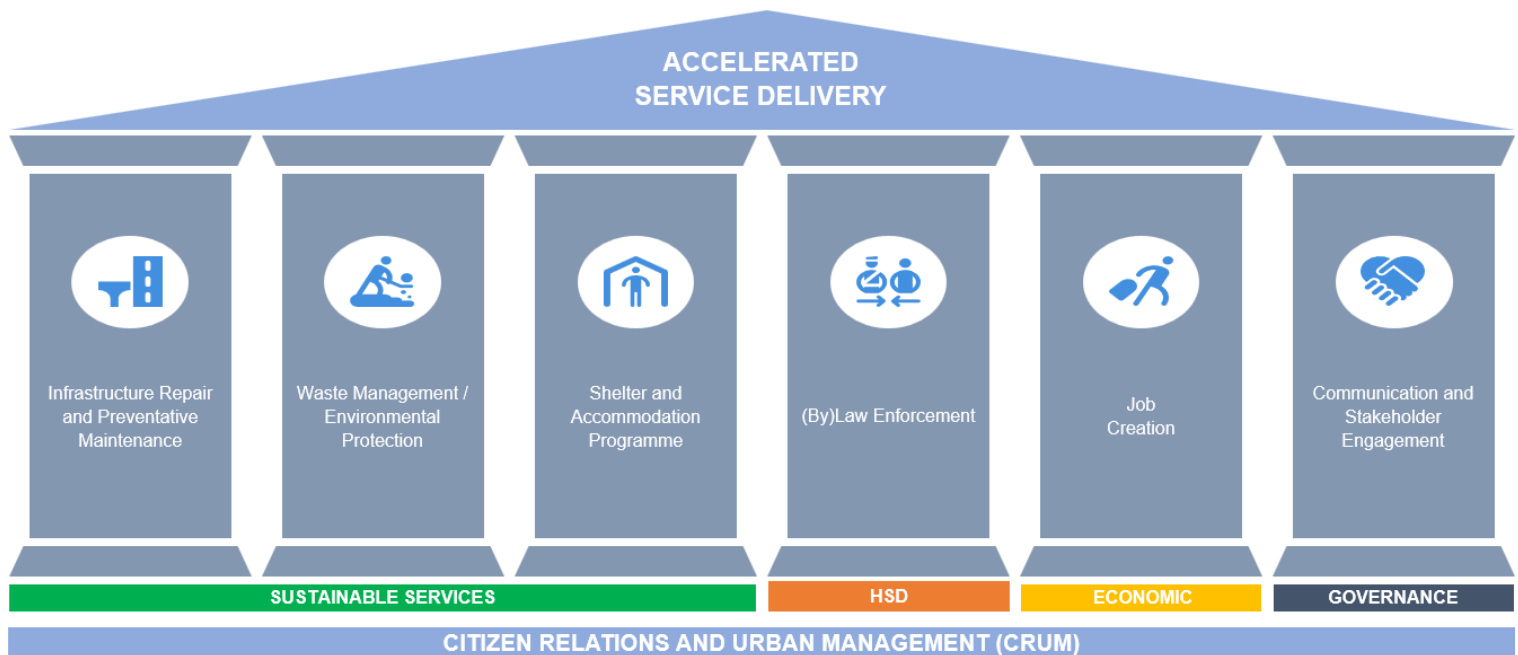 ACCELERATED
SERVICE DELIVERY
Infrastructure Repair
and Preventative
Maintenance
Waste Management /
Environmental
Protection
Shelter and
Accommodation
Programme
(By)Law Enforcement
Job
Creation
Communication and
Stakeholder
Engagement
SUSTAINABLE SERVICES
HSD
ECONOMIC
GOVERNANCE
CITIZEN RELATIONS AND URBAN MANAGEMENT (CRUM)